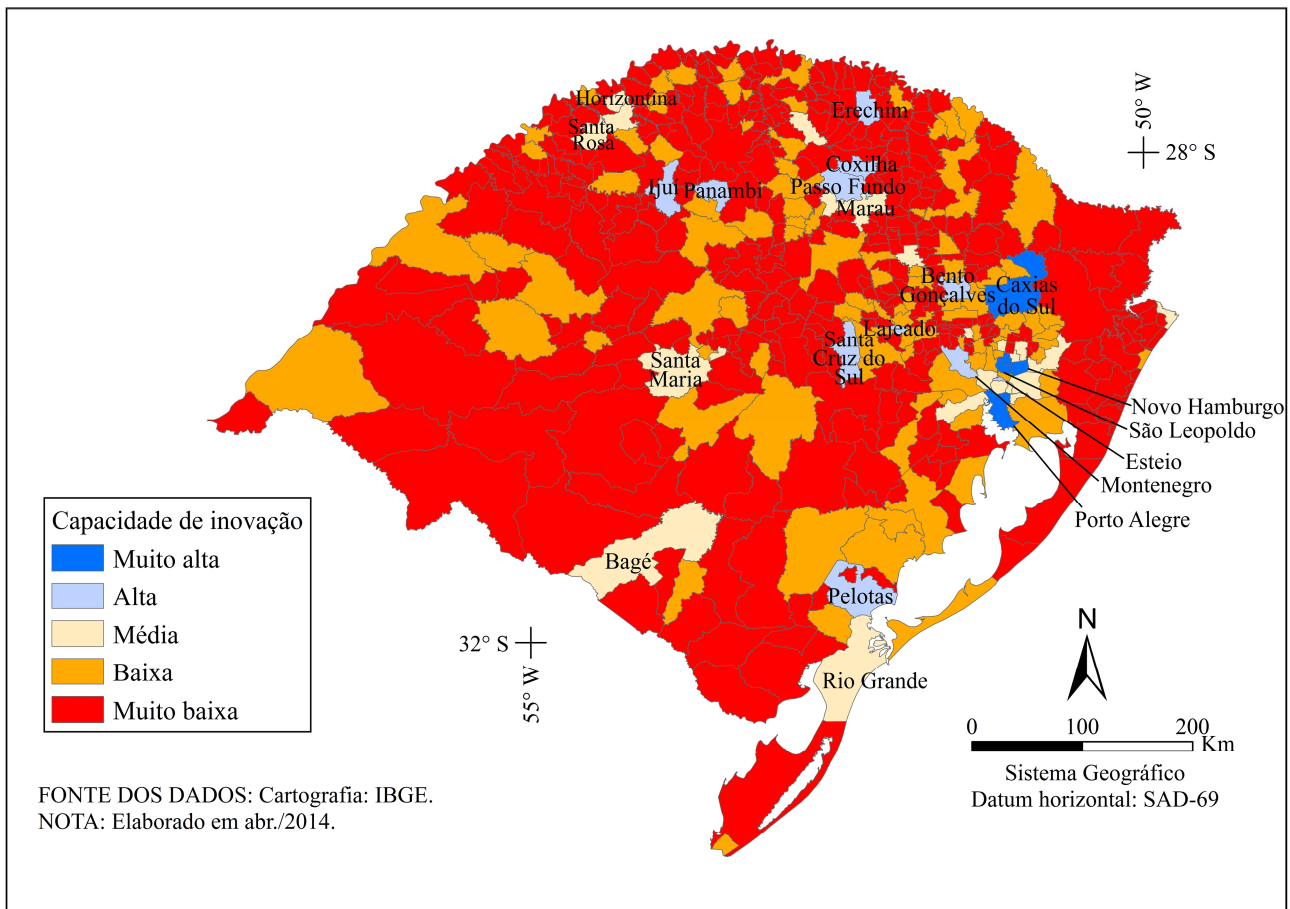 Horizontina
Santa
Rosa
Erechim
50° W
28° S
Coxilha
Ijuí
Panambi
Passo Fundo
Marau
Bento
Gonçalves
Caxias
do Sul
Lajeado
Santa
Cruz do
Sul
Santa
Maria
Novo Hamburgo
São Leopoldo
Esteio
Montenegro
Porto Alegre
Capacidade de inovação
Muito alta
Alta
Média
Baixa
Muito baixa
Bagé
Pelotas
Rio Grande
32° S
55° W
N
0 100 200
Km
Sistema Geográfico
Datum horizontal: SAD-69
FONTE DOS DADOS: Cartografia: IBGE.
NOTA: Elaborado em abr./2014.